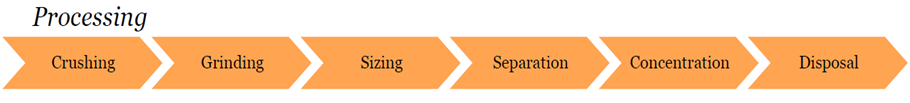 Processing
Crushing Grinding Sizing Separation Concentration Disposal